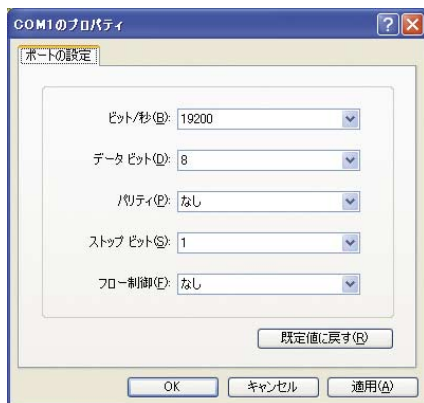 COM1のプロパティ
ポートの設定
ビット/秒(B): 19200
データ ビット(D): 8
パリティ(P): なし
ストップ ビット(S): 1
フロー制御(F): なし
既定値に戻す(R)
OK キャンセル 適用(A)